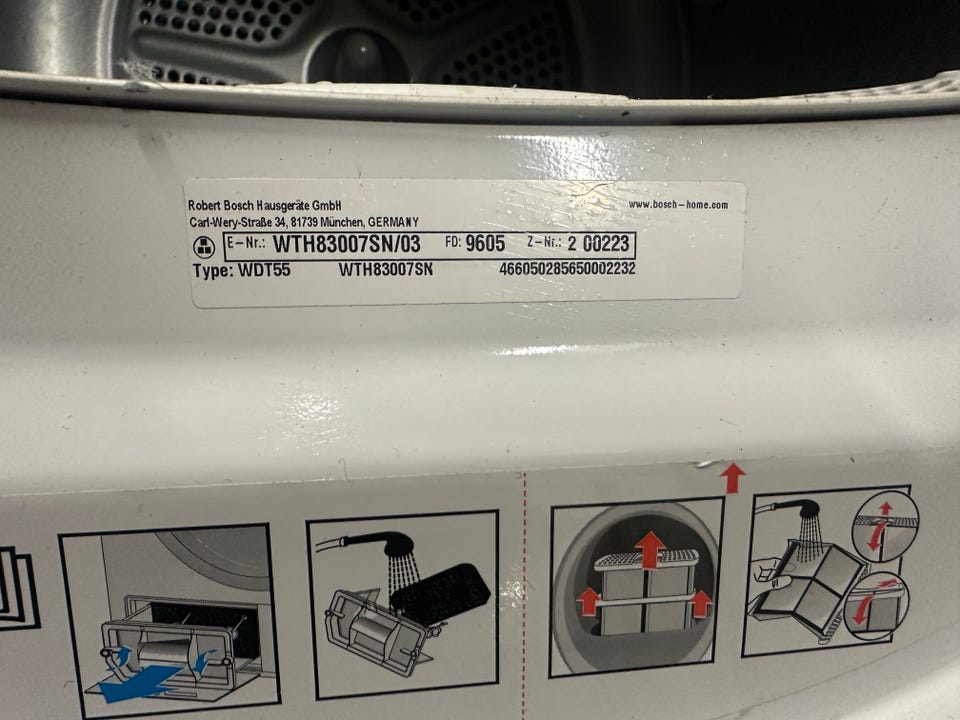 Robert Bosch Hausgeräte GmbH
www.bosch-home.com
Carl-Wery-Straße 34, 81739 München, GERMANY
E-Nr.: WTH83007SN/03 FD: 9605 Z-Nr.: 2 00223
Type: WDT55 WTH83007SN 466050285650002232